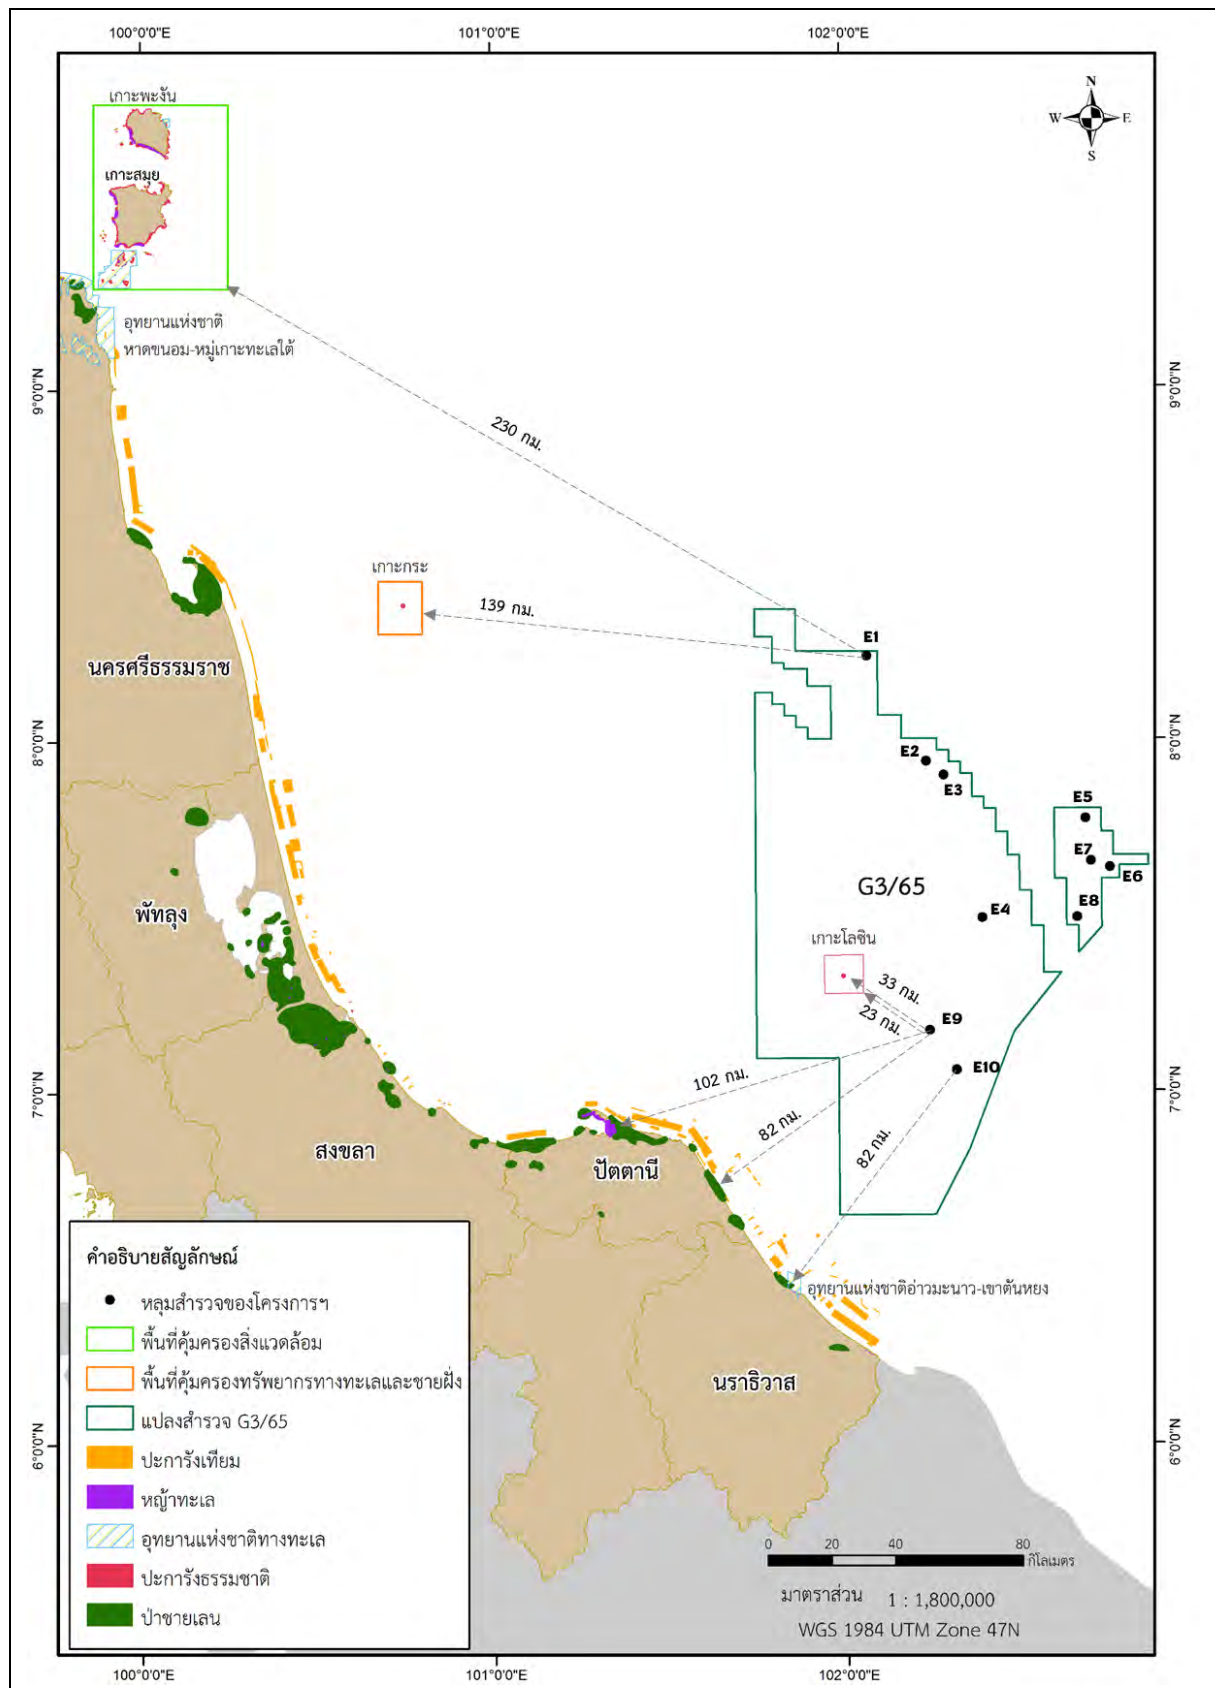 100°0'0"E
101°0'0"E
102°0'0"E
N
W
E
S
เกาะพะงัน
เกาะสมุย
อุทยานแห่งชาติ
หาดขนอม-หมู่เกาะทะเลใต้
9°0'0"N
9°0'0"N
230 กม.
เกาะกระ
139 กม.
E1
นครศรีธรรมราช
8°0'0"N
8°0'0"N
E2
E3
E5
E7
E6
G3/65
พัทลุง
E4
E8
เกาะโลซิน
33 กม.
23 กม.
E9
102 กม.
E10
7°0'0"N
7°0'0"N
82 กม.
82 กม.
สงขลา
ปัตตานี
อุทยานแห่งชาติอ่าวมะนาว-เขาตันหยง
นราธิวาส
6°0'0"N
6°0'0"N
คำอธิบายสัญลักษณ์
หลุมสำรวจของโครงการฯ
พื้นที่คุ้มครองสิ่งแวดล้อม
พื้นที่คุ้มครองทรัพยากรทางทะเลและชายฝั่ง
แปลงสำรวจ G3/65
ปะการังเทียม
หญ้าทะเล
อุทยานแห่งชาติทางทะเล
ปะการังธรรมชาติ
ป่าชายเลน
0 20 40 80
กิโลเมตร
มาตราส่วน 1 : 1,800,000
WGS 1984 UTM Zone 47N
100°0'0"E
101°0'0"E
102°0'0"E